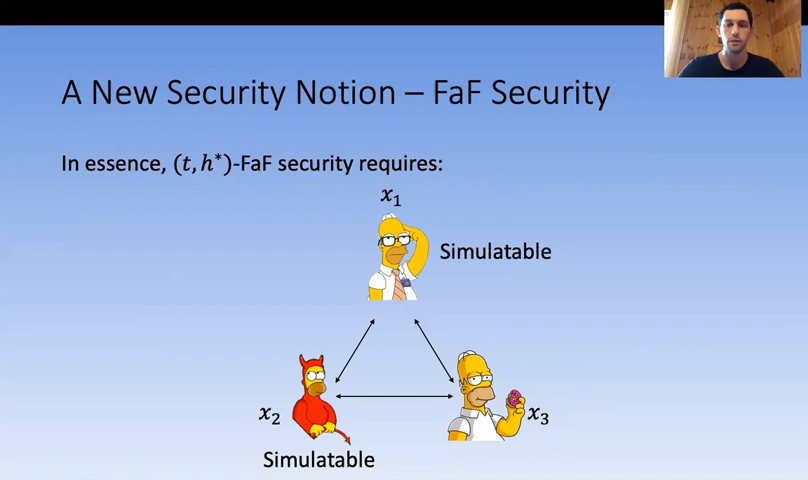 A New Security Notion – FaF Security
In essence, (t, h*)-FaF security requires:
x₁
Simulatable
x₂
x₃
Simulatable